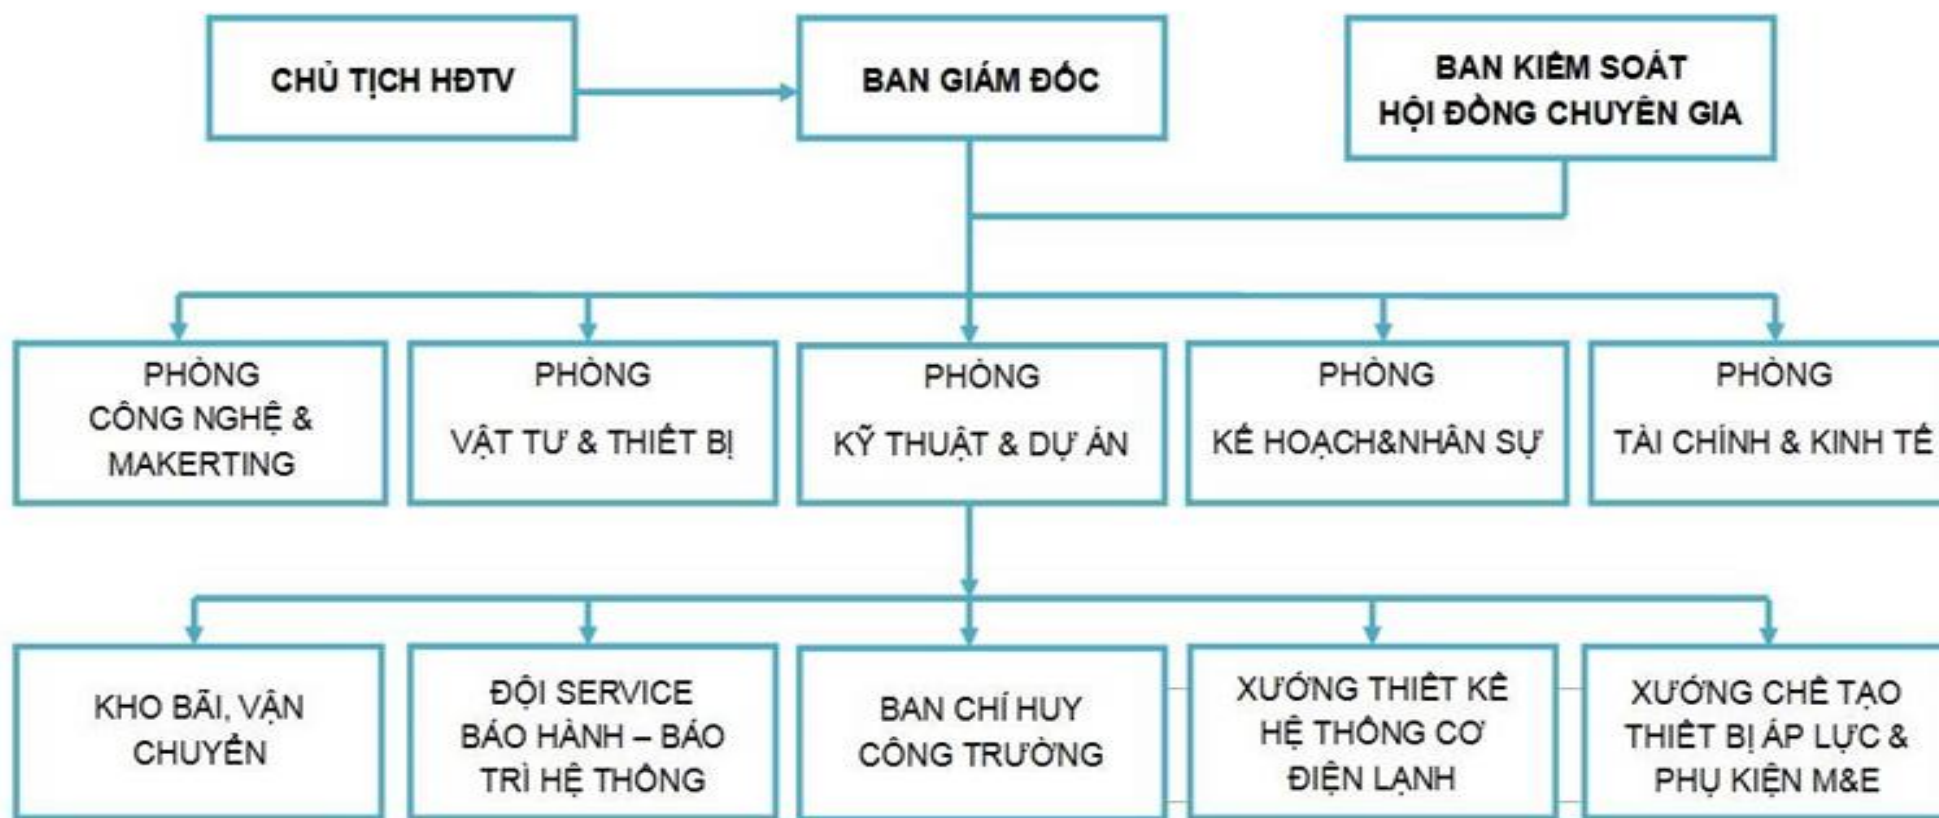 CHỦ TỊCH HĐTV
BAN GIÁM ĐỐC
BAN KIỂM SOÁT
HỘI ĐỒNG CHUYÊN GIA
PHÒNG
CÔNG NGHỆ &
MAKERTING
PHÒNG
VẬT TƯ & THIẾT BỊ
PHÒNG
KỸ THUẬT & DỰ ÁN
PHÒNG
KẾ HOẠCH&NHÂN SỰ
PHÒNG
TÀI CHÍNH & KINH TẾ
KHO BÃI, VẬN
CHUYỂN
ĐỘI SERVICE
BẢO HÀNH – BẢO
TRÌ HỆ THỐNG
BAN CHỈ HUY
CÔNG TRƯỜNG
XƯỞNG THIẾT KẾ
HỆ THỐNG CƠ
ĐIỆN LẠNH
XƯỞNG CHẾ TẠO
THIẾT BỊ ÁP LỰC &
PHỤ KIỆN M&E